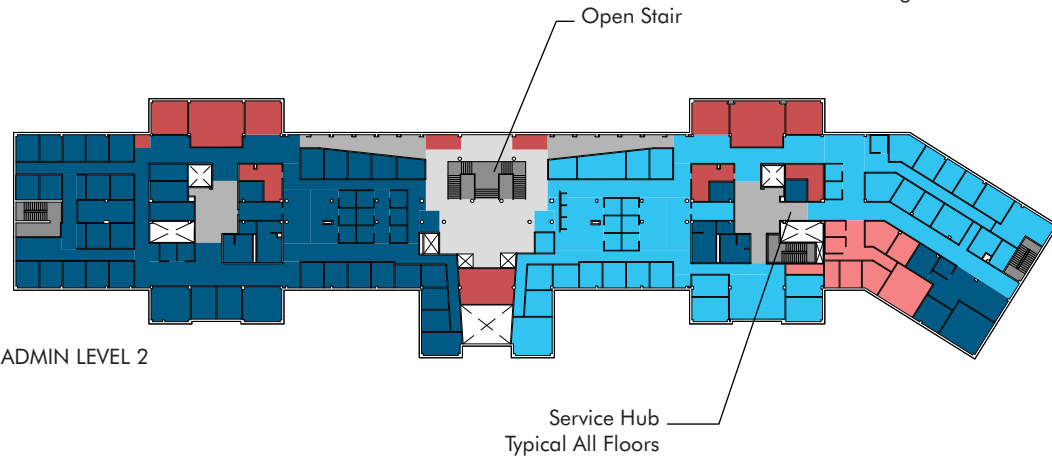 Open Stair
ADMIN LEVEL 2
Service Hub
Typical All Floors